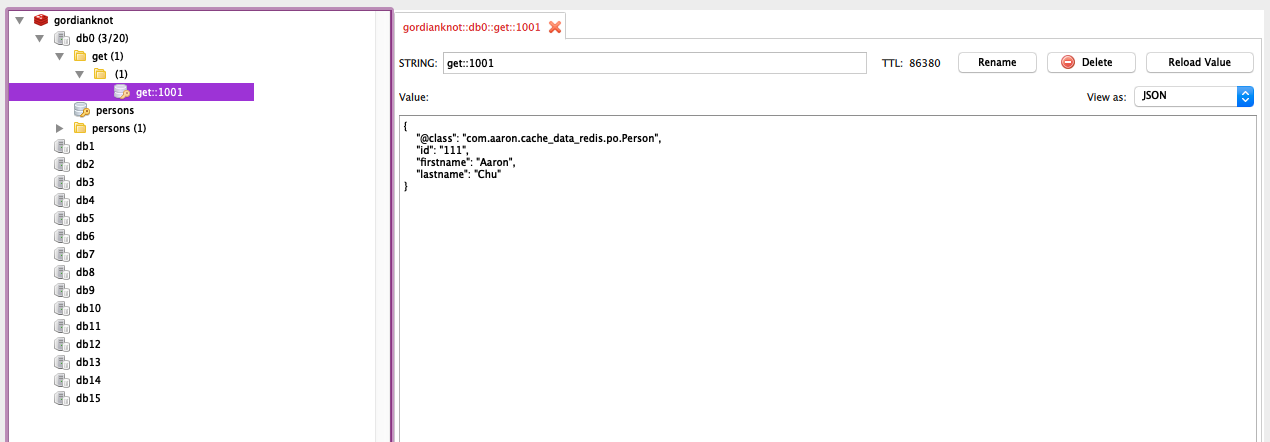 gordianknot
db0 (3/20)
get (1)
(1)
get::1001
persons
persons (1)
db1
db2
db3
db4
db5
db6
db7
db8
db9
db10
db11
db12
db13
db14
db15
gordianknot::db0::get::1001
STRING: get::1001 TTL: 86380 Rename Delete Reload Value
Value: View as: JSON
{
"@class": "com.aaron.cache_data_redis.po.Person",
"id": "111",
"firstname": "Aaron",
"lastname": "Chu"
}